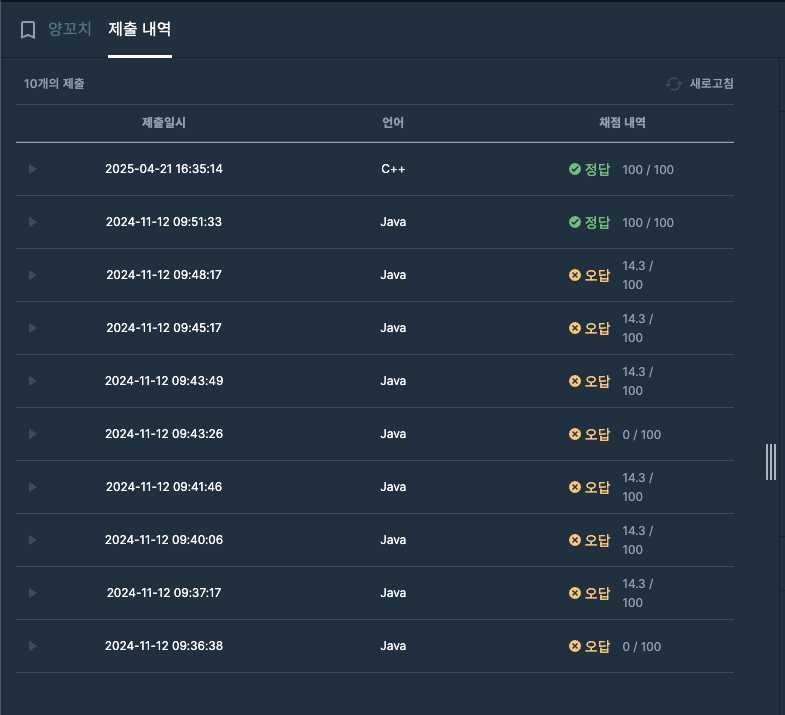 양꼬치 제출 내역
10개의 제출 새로고침
제출일시 언어 채점 내역
2025-04-21 16:35:14 C++ 정답 100 / 100
2024-11-12 09:51:33 Java 정답 100 / 100
2024-11-12 09:48:17 Java 오답 14.3 /
100
2024-11-12 09:45:17 Java 오답 14.3 /
100
2024-11-12 09:43:49 Java 오답 14.3 /
100
2024-11-12 09:43:26 Java 오답 0 / 100
2024-11-12 09:41:46 Java 오답 14.3 /
100
2024-11-12 09:40:06 Java 오답 14.3 /
100
2024-11-12 09:37:17 Java 오답 14.3 /
100
2024-11-12 09:36:38 Java 오답 0 / 100